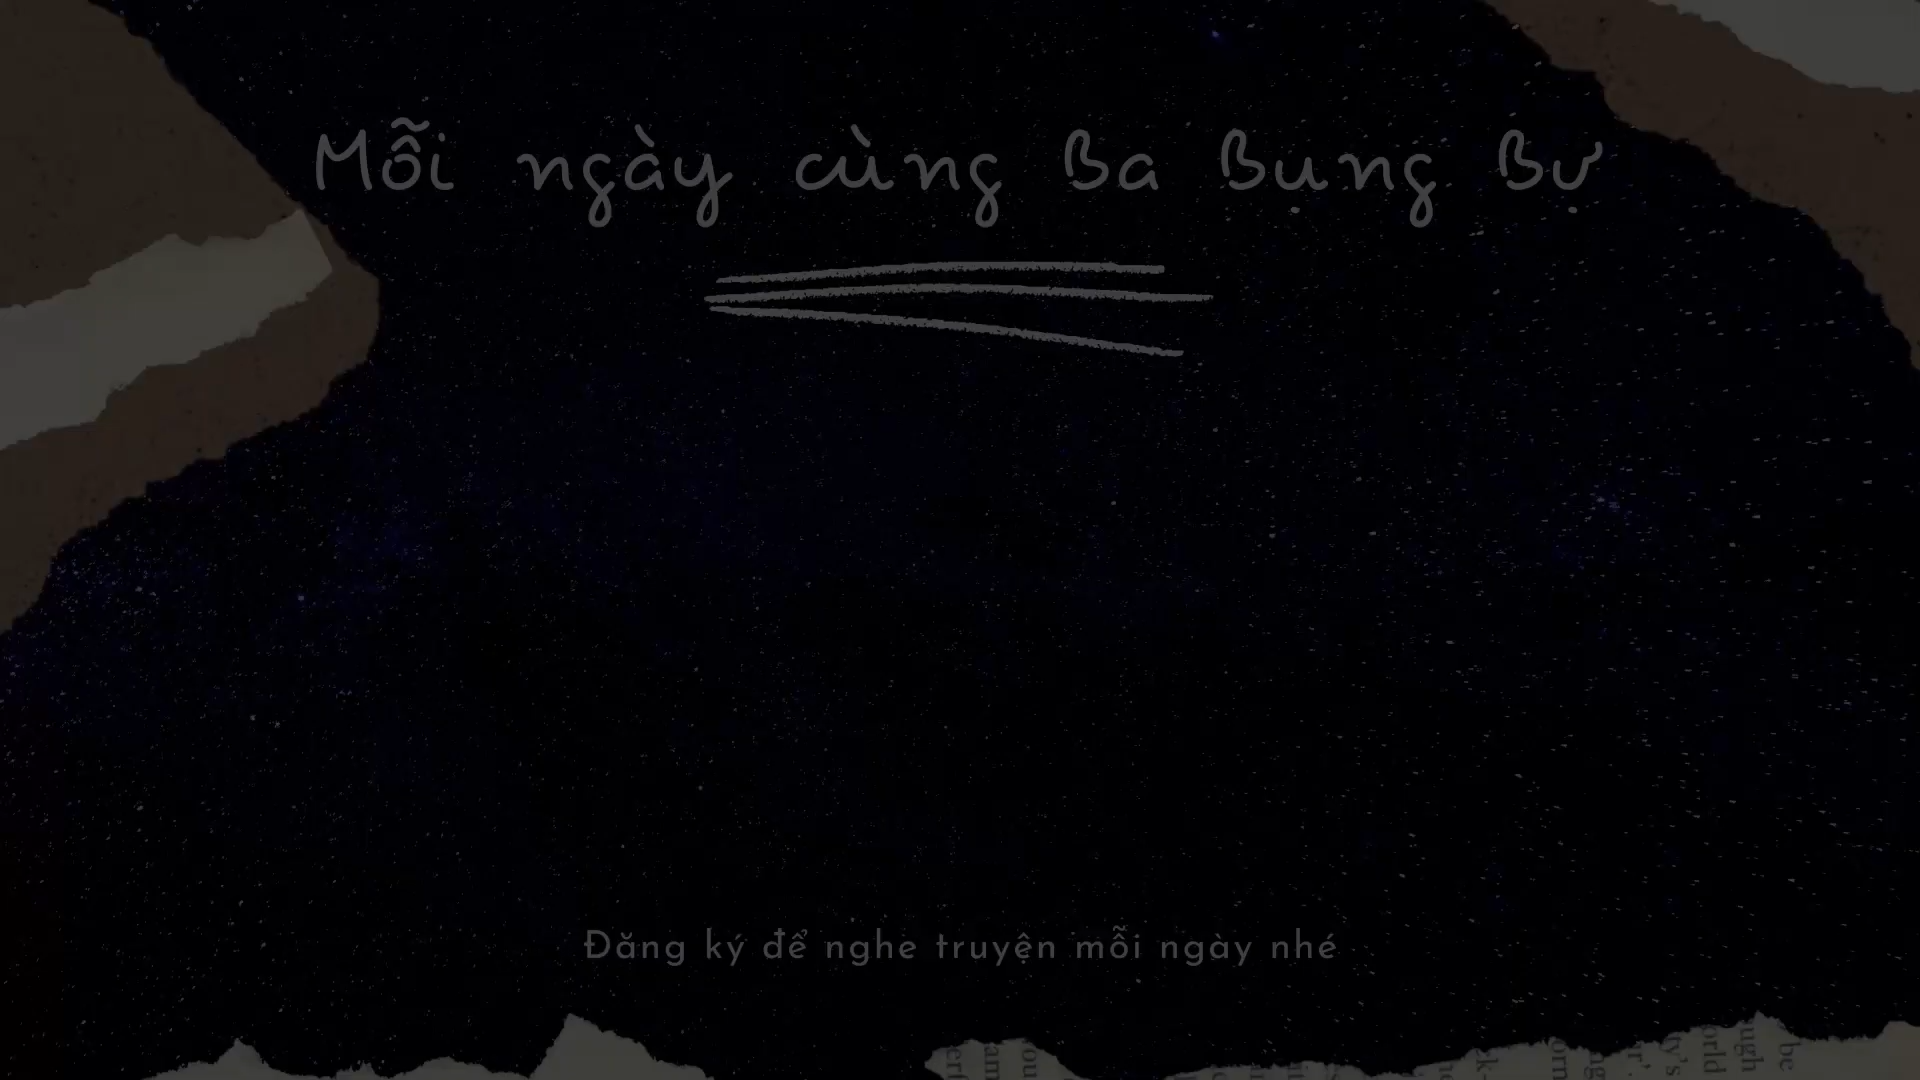 Mỗi ngày cùng Ba Bụng Bự
Đăng ký để nghe truyện mỗi ngày nhé